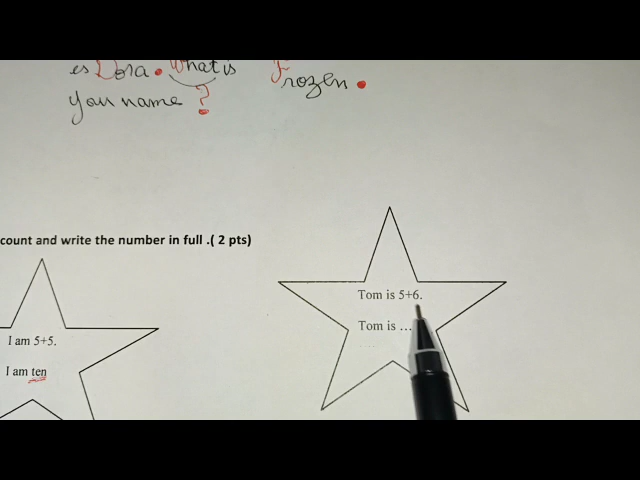 es Dora. What is
your name ?
Frozen.
count and write the number in full .( 2 pts)
I am 5+5.
I am ten
Tom is 5+6.
Tom is ...